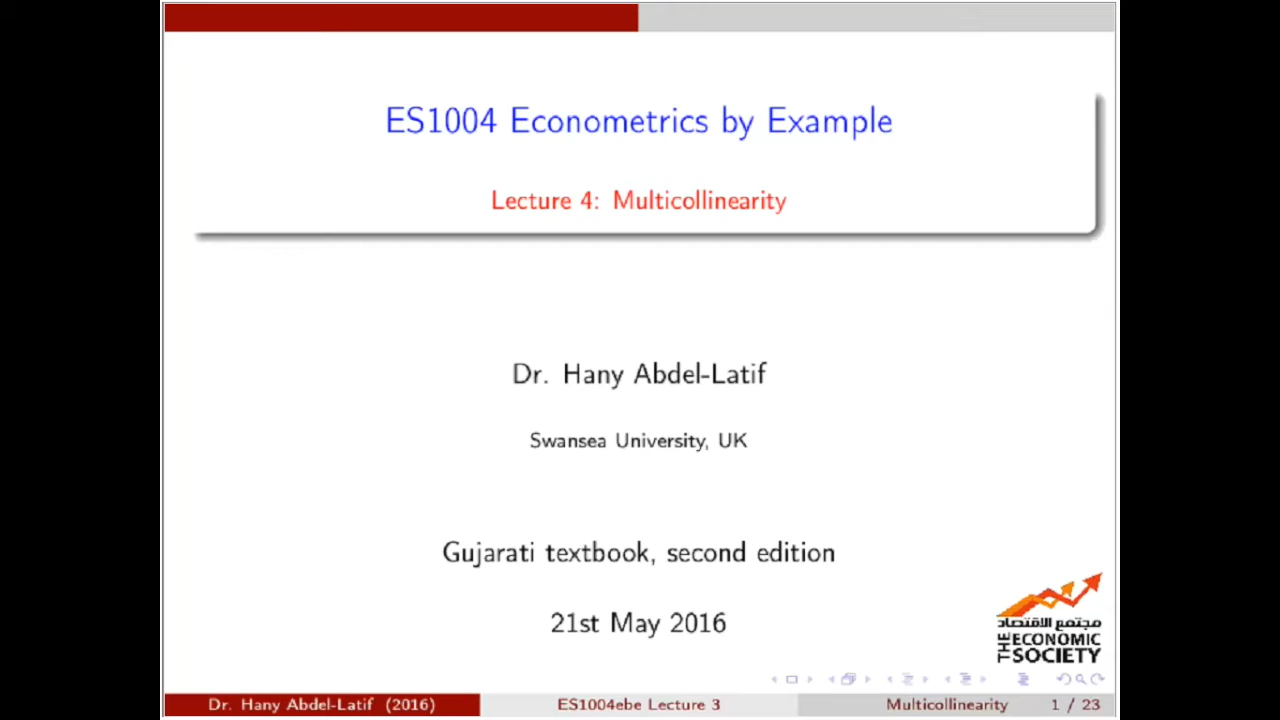 ES1004 Econometrics by Example
Lecture 4: Multicollinearity
Dr. Hany Abdel-Latif
Swansea University, UK
Gujarati textbook, second edition
21st May 2016
مجتمع الاقتصاد
THE ECONOMIC
SOCIETY
Dr. Hany Abdel-Latif (2016)
ES1004ebe Lecture 3
Multicollinearity
1 / 23